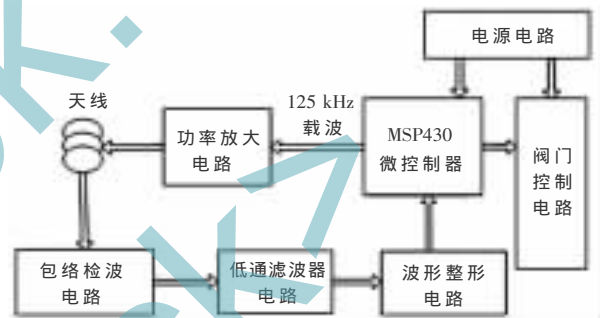 电源电路
天线
125 kHz
载波
功率放大
电路
MSP430
微控制器
阀门
控制
电路
包络检波
电路
低通滤波器
电路
波形整形
电路